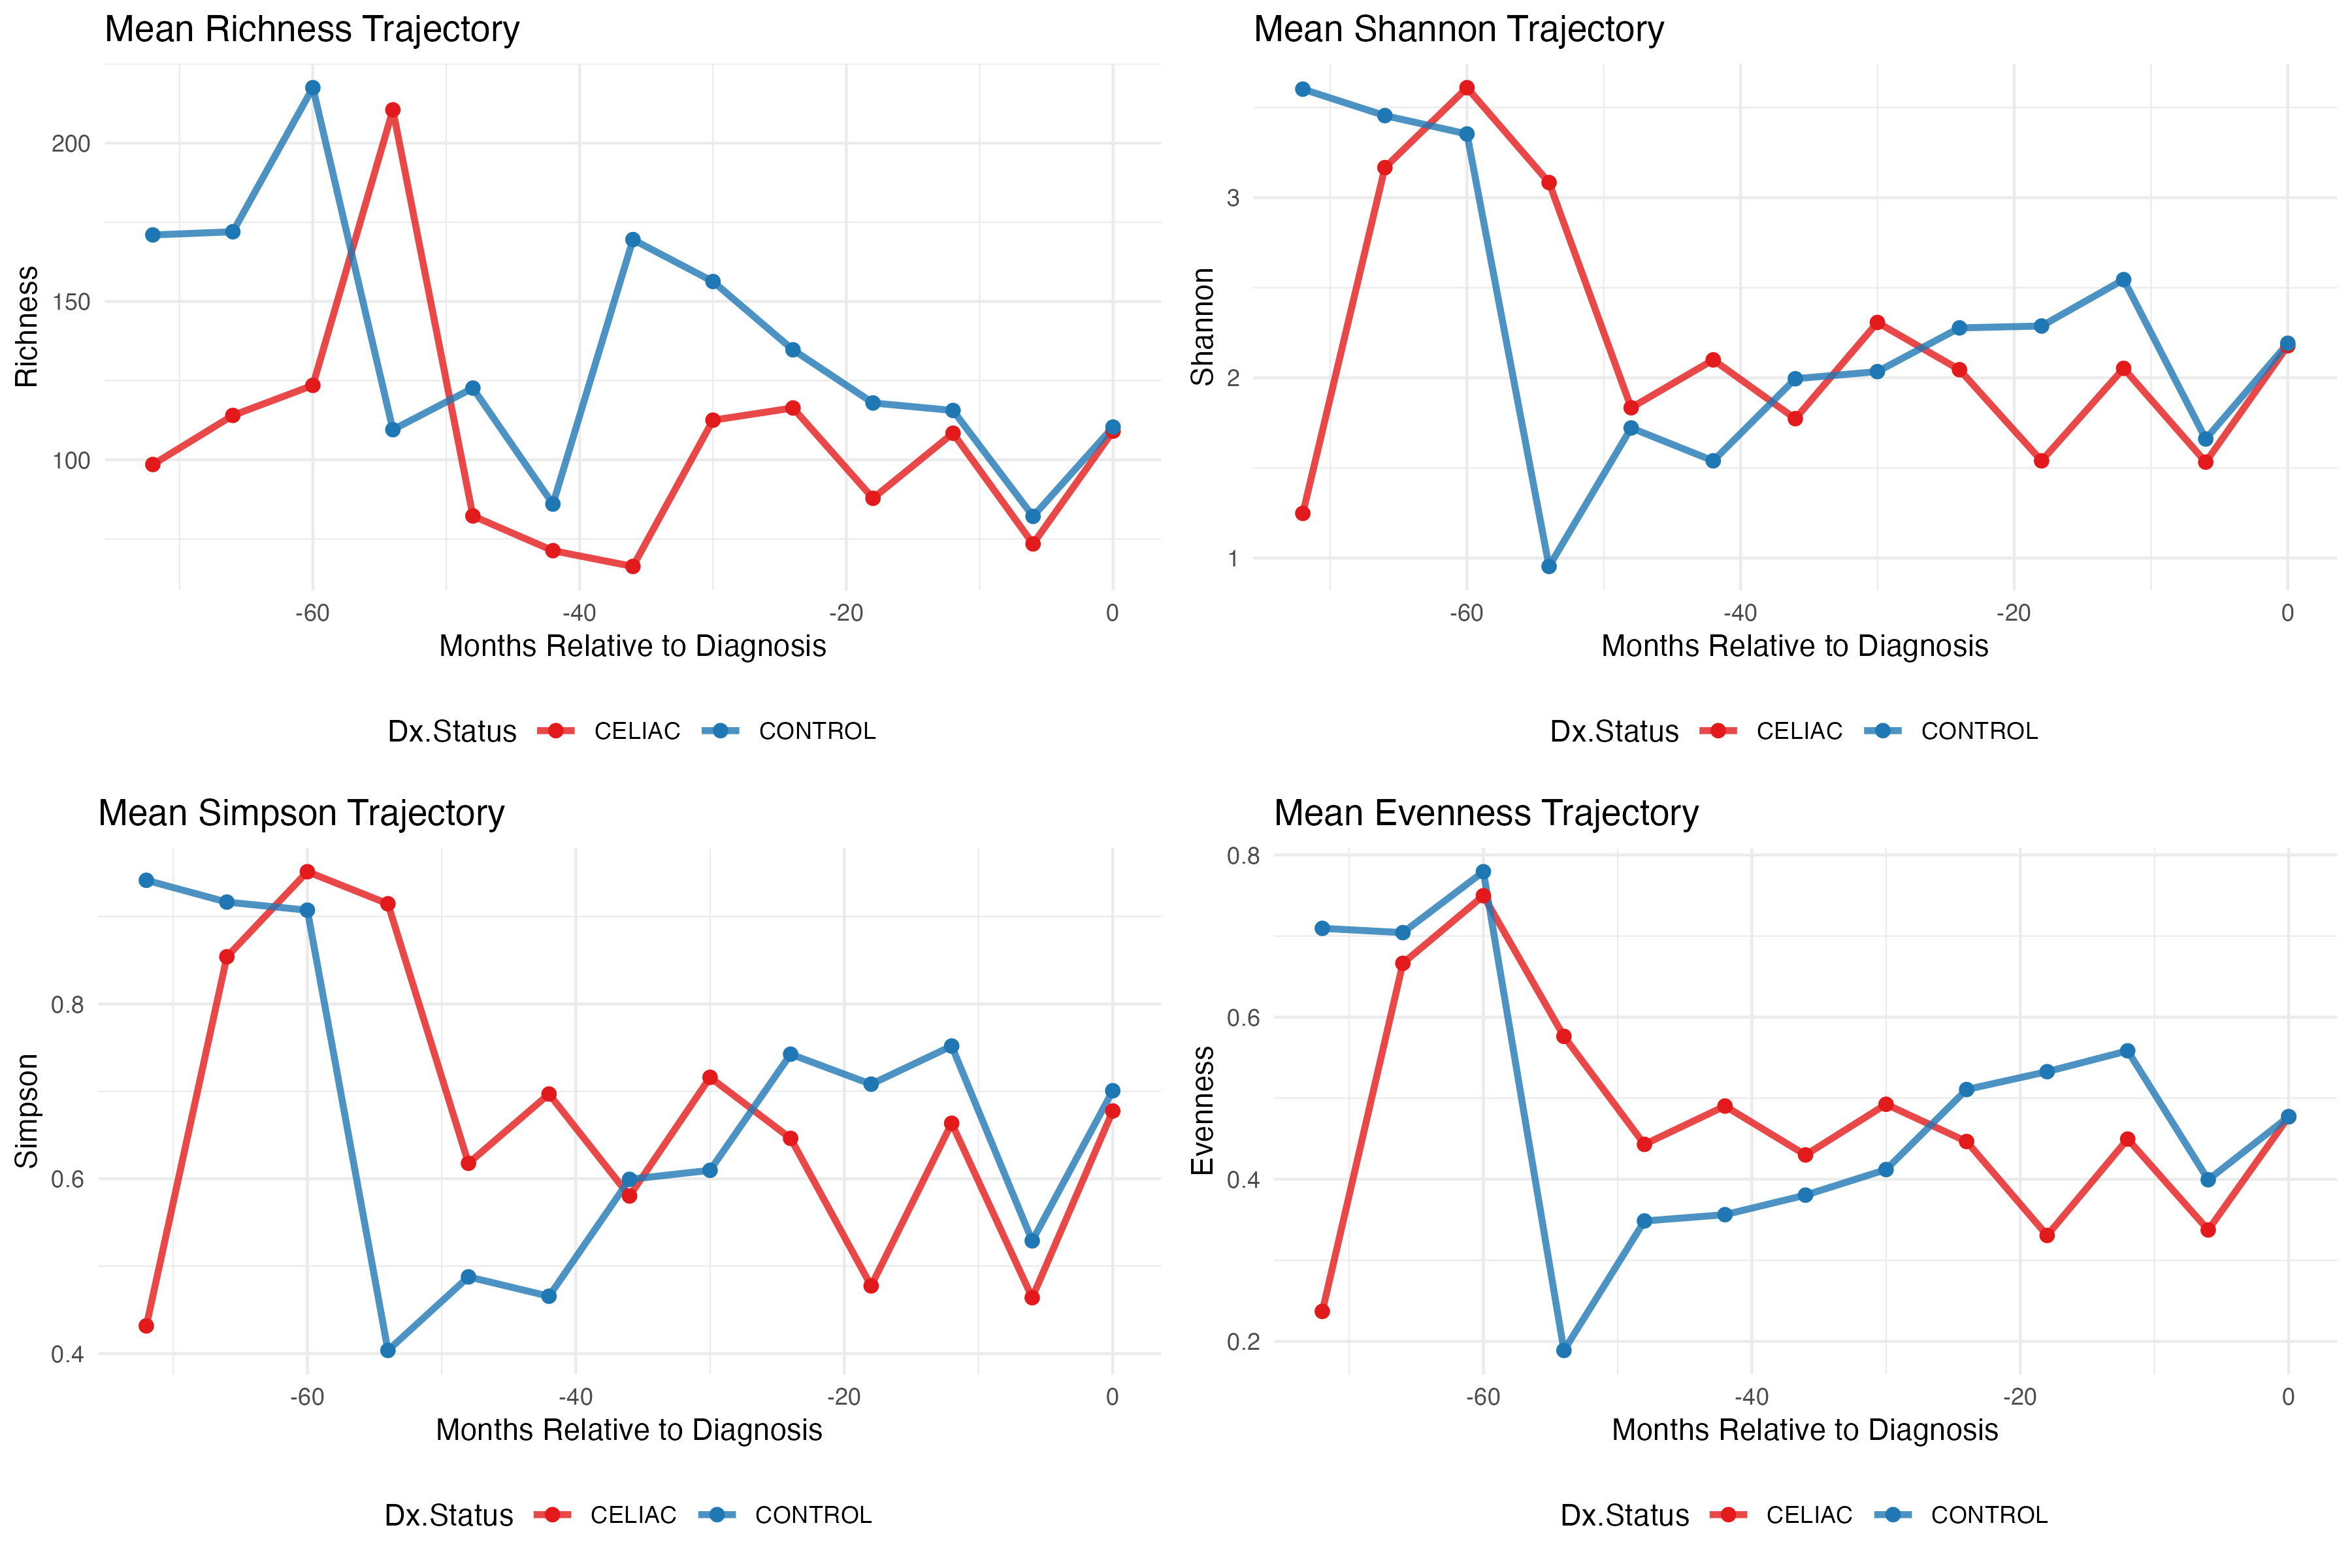 Mean Richness Trajectory
Richness
200
150
100
-60 -40 -20 0
Months Relative to Diagnosis
Dx.Status CELIAC CONTROL
Mean Shannon Trajectory
Shannon
3
2
1
-60 -40 -20 0
Months Relative to Diagnosis
Dx.Status CELIAC CONTROL
Mean Simpson Trajectory
Simpson
0.8
0.6
0.4
-60 -40 -20 0
Months Relative to Diagnosis
Dx.Status CELIAC CONTROL
Mean Evenness Trajectory
Evenness
0.8
0.6
0.4
0.2
-60 -40 -20 0
Months Relative to Diagnosis
Dx.Status CELIAC CONTROL